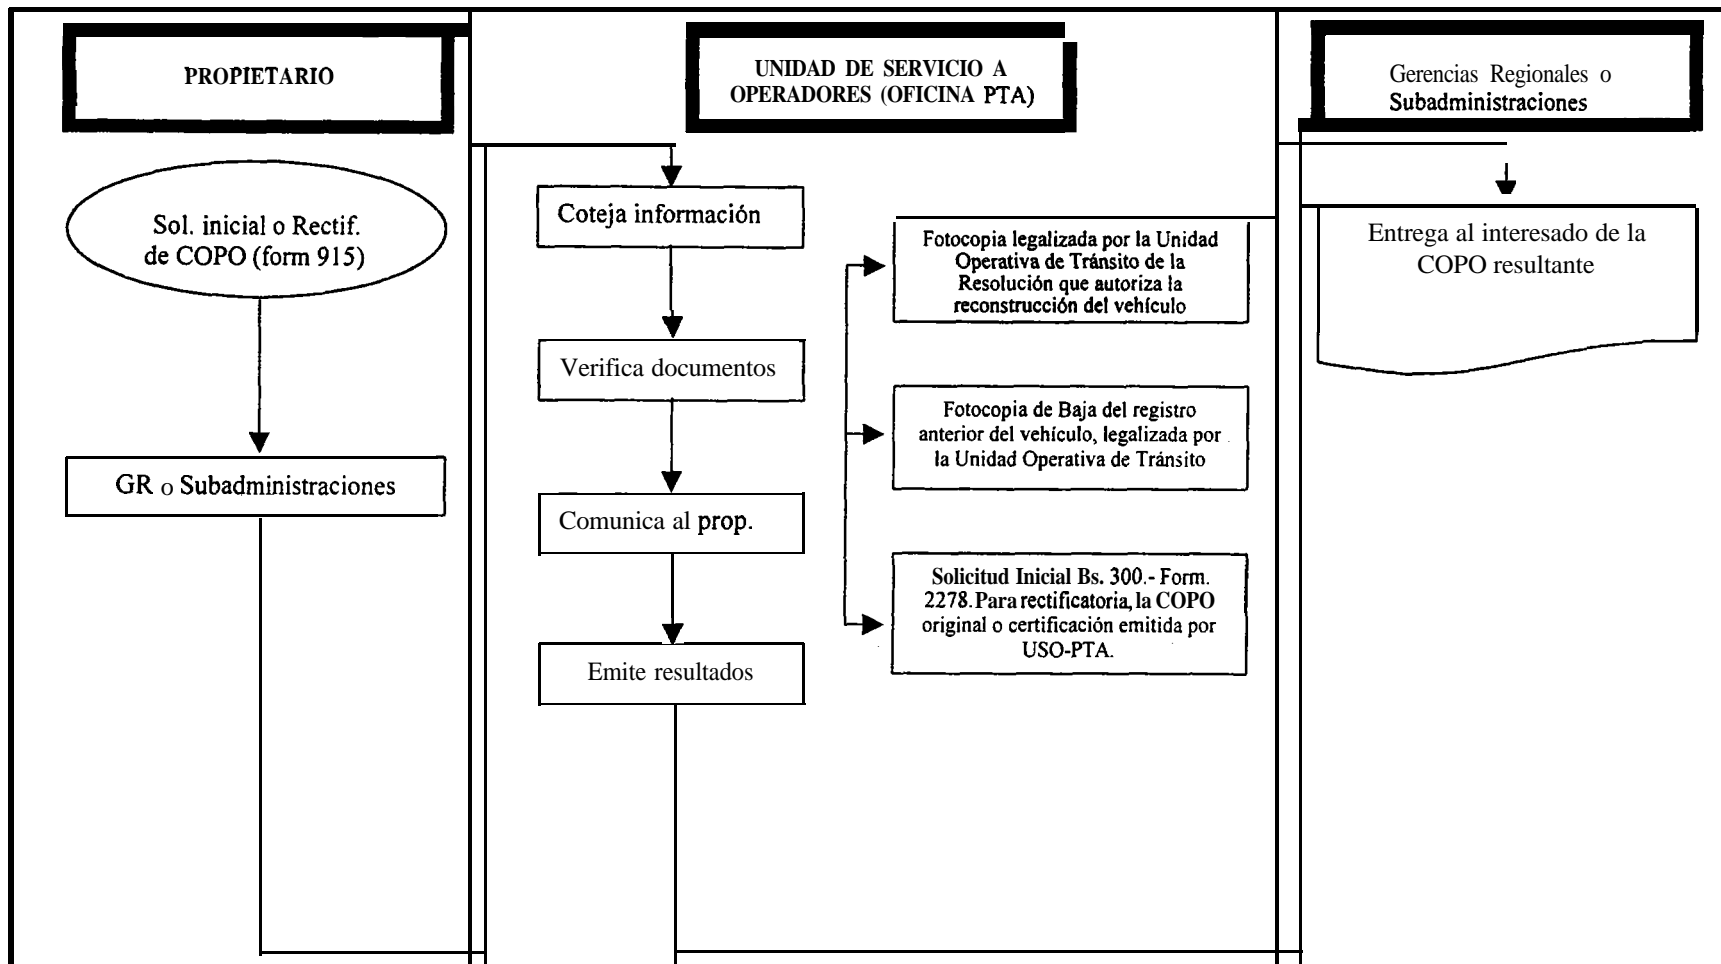 PROPIETARIO
Sol. inicial o Rectif.
de COPO (form 915)
GR o Subadministraciones
UNIDAD DE SERVICIO A
OPERADORES (OFICINA PTA)
Coteja información
Verifica documentos
Comunica al prop.
Emite resultados
Fotocopia legalizada por la Unidad
Operativa de Tránsito de la
Resolución que autoriza la
reconstrucción del vehículo
Fotocopia de Baja del registro
anterior del vehículo, legalizada por
la Unidad Operativa de Tránsito
Solicitud Inicial Bs. 300.- Form.
2278. Para rectificatoria, la COPO
original o certificación emitida por
USO-PTA.
Gerencias Regionales o
Subadministraciones
Entrega al interesado de la
COPO resultante